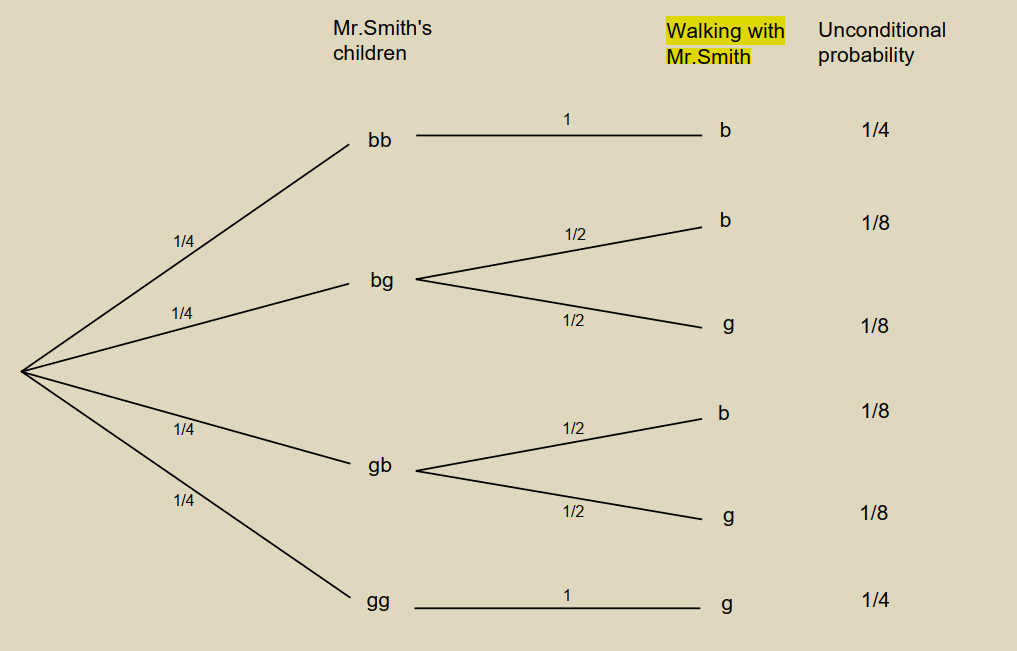 Mr.Smith's
children
Walking with
Mr.Smith
Unconditional
probability
1
bb
b
1/4
1/4
1/2
b
1/8
1/4
bg
1/2
g
1/8
1/4
1/2
b
1/8
gb
1/4
1/2
g
1/8
1
gg
g
1/4